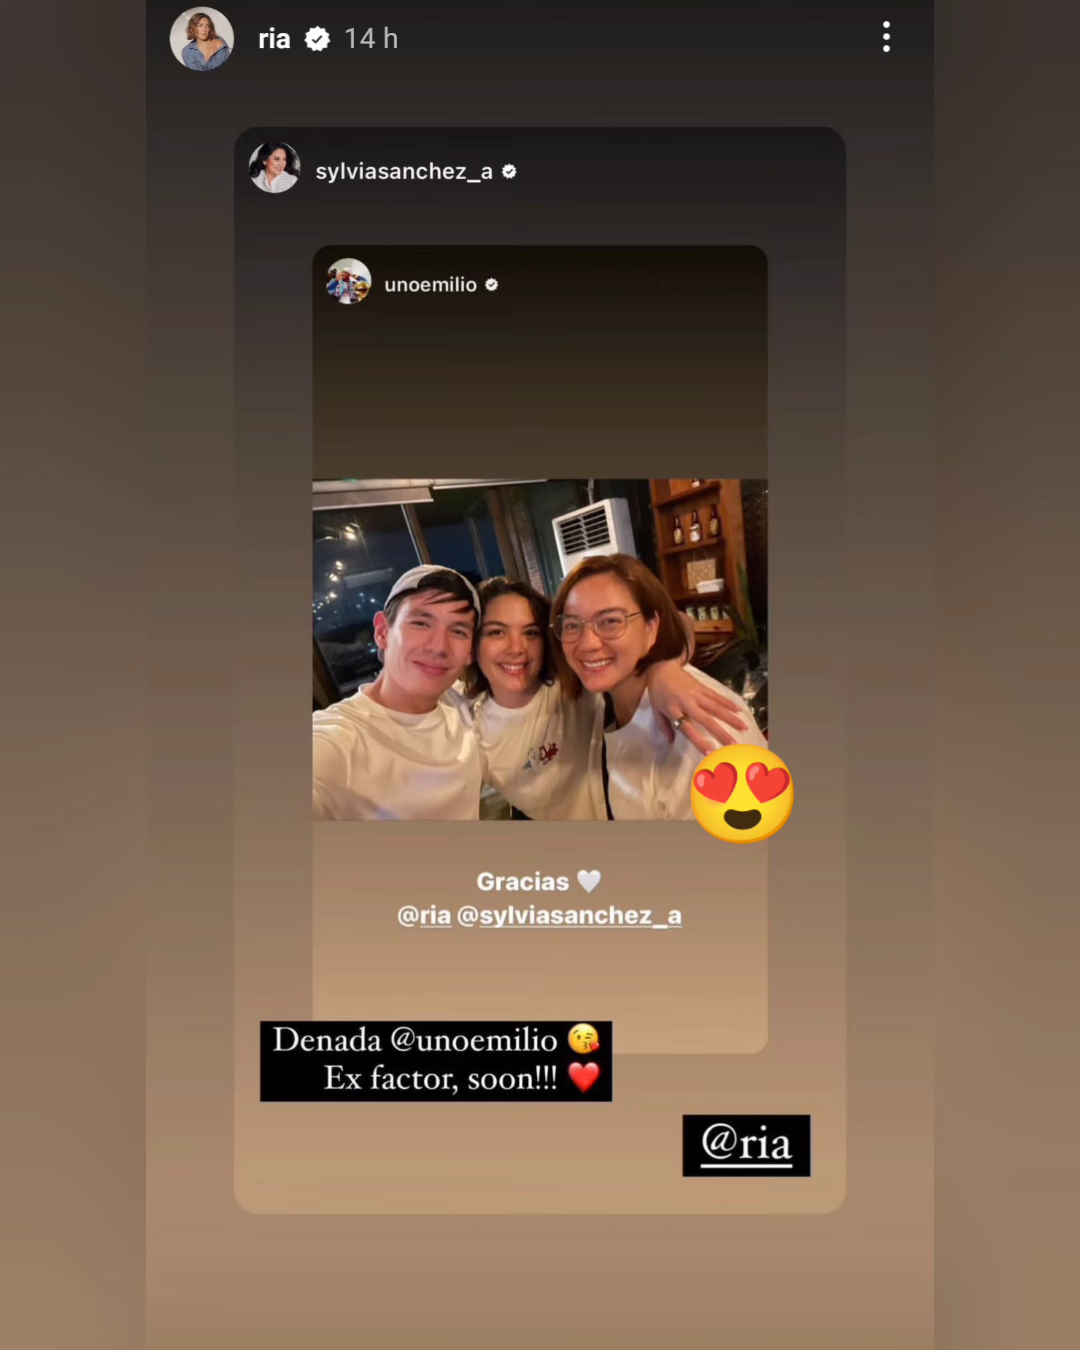 ria 14 h
sylviasanchez_a
unoemilio
Gracias 🤍
@ria @sylviasanchez_a
Denada @unoemilio 😘
Ex factor, soon!!! ❤️
@ria